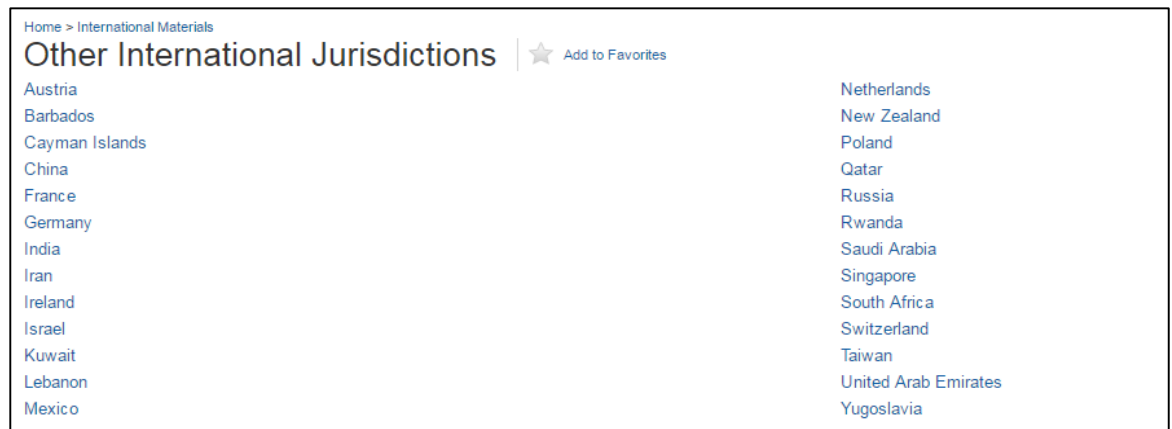 Home > International Materials
Other International Jurisdictions
Add to Favorites
Austria
Barbados
Cayman Islands
China
France
Germany
India
Iran
Ireland
Israel
Kuwait
Lebanon
Mexico
Netherlands
New Zealand
Poland
Qatar
Russia
Rwanda
Saudi Arabia
Singapore
South Africa
Switzerland
Taiwan
United Arab Emirates
Yugoslavia